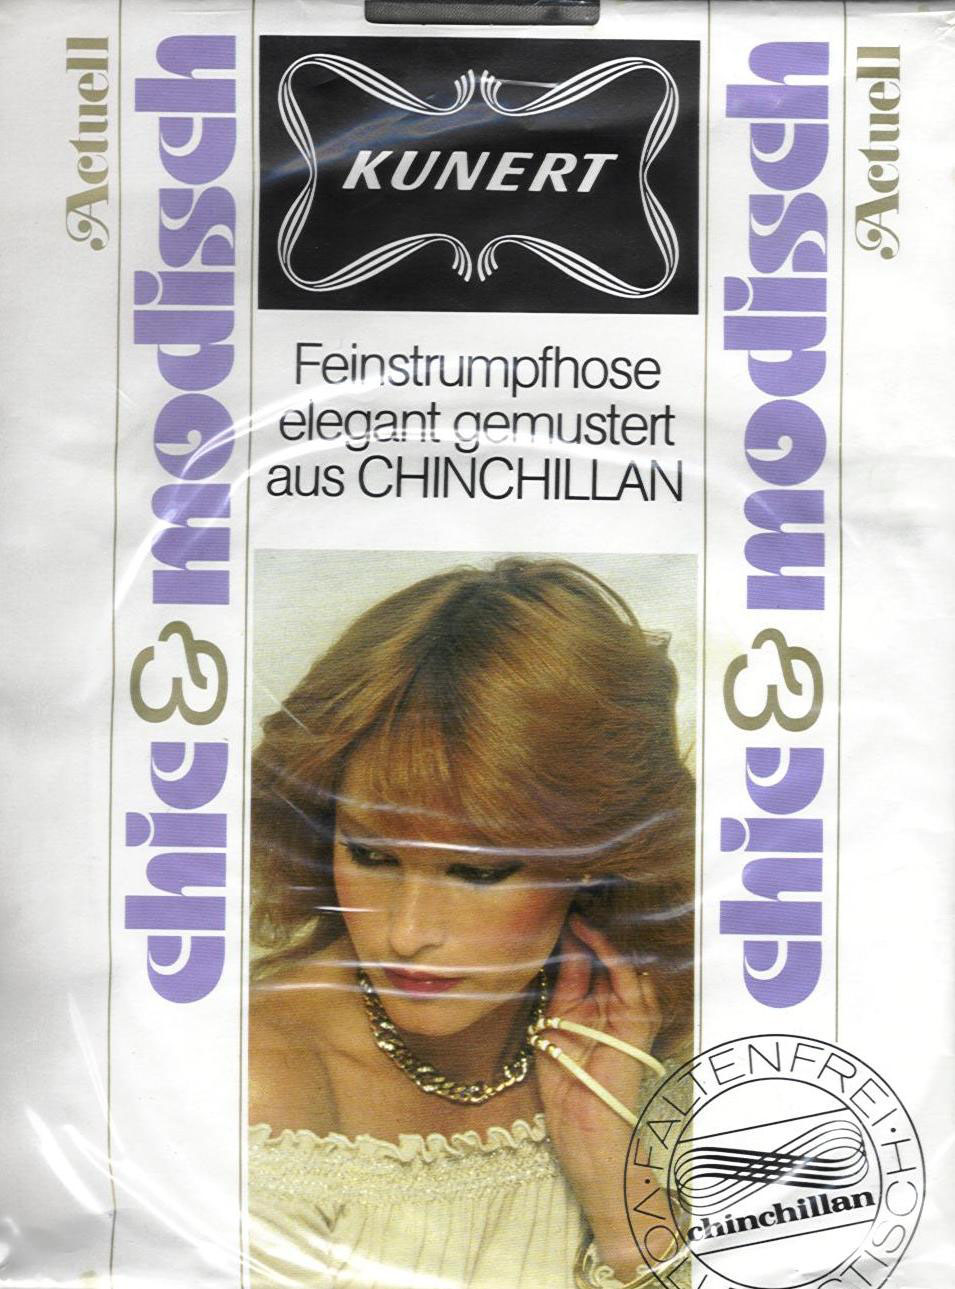 Actuell
chic & modisch
KUNERT
Feinstrumpfhose
elegant gemustert
aus CHINCHILLAN
chic & modisch
Actuell
FALTENFREI
chinchillan